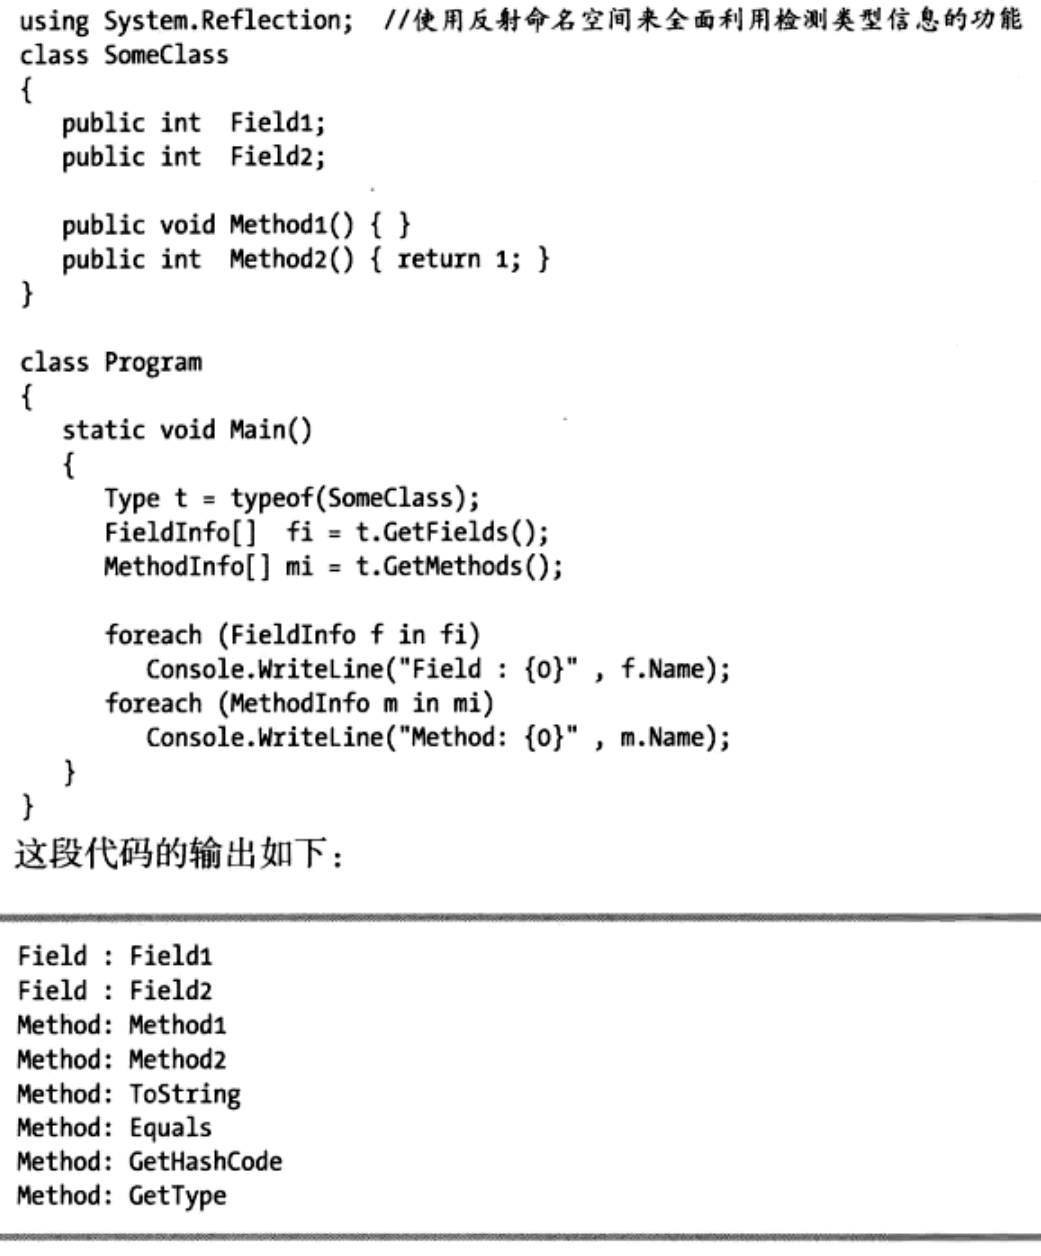 using System.Reflection;  //使用反射命名空间来全面利用检测类型信息的功能
class SomeClass
{
   public int  Field1;
   public int  Field2;

   public void Method1() { }
   public int  Method2() { return 1; }
}

class Program
{
   static void Main()
   {
      Type t = typeof(SomeClass);
      FieldInfo[]  fi = t.GetFields();
      MethodInfo[] mi = t.GetMethods();

      foreach (FieldInfo f in fi)
         Console.WriteLine("Field : {0}" , f.Name);
      foreach (MethodInfo m in mi)
         Console.WriteLine("Method: {0}" , m.Name);
   }
}
这段代码的输出如下：
Field : Field1
Field : Field2
Method: Method1
Method: Method2
Method: ToString
Method: Equals
Method: GetHashCode
Method: GetType